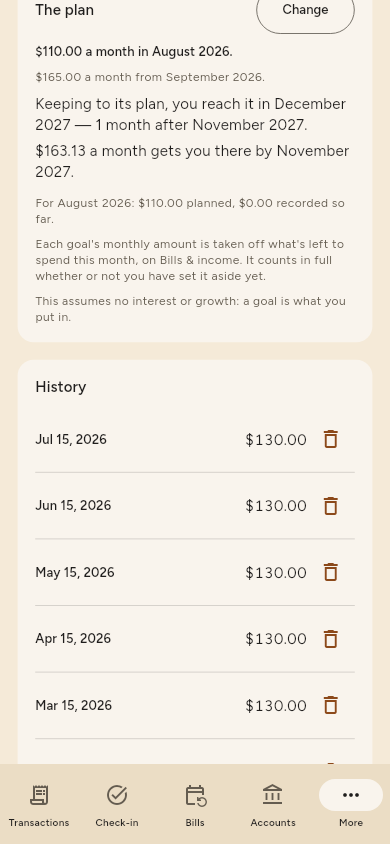 The plan
Change
$110.00 a month in August 2026.
$165.00 a month from September 2026.
Keeping to its plan, you reach it in December
2027 — 1 month after November 2027.
$163.13 a month gets you there by November
2027.
For August 2026: $110.00 planned, $0.00 recorded so
far.
Each goal's monthly amount is taken off what's left to
spend this month, on Bills & income. It counts in full
whether or not you have set it aside yet.
This assumes no interest or growth: a goal is what you
put in.
History
Jul 15, 2026 $130.00
Jun 15, 2026 $130.00
May 15, 2026 $130.00
Apr 15, 2026 $130.00
Mar 15, 2026 $130.00
Transactions Check-in Bills Accounts More